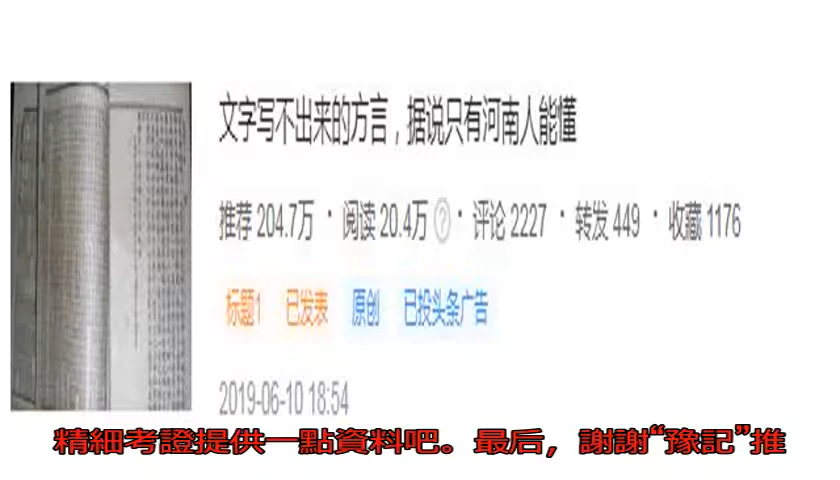 文字写不出来的方言，据说只有河南人能懂
推荐 204.7万 · 阅读 20.4万 ? · 评论 2227 · 转发 449 · 收藏 1176
标题1 已发表 原创 已投头条广告
2019-06-10 18:54
精細考證提供一點資料吧。最后，謝謝“豫記”推